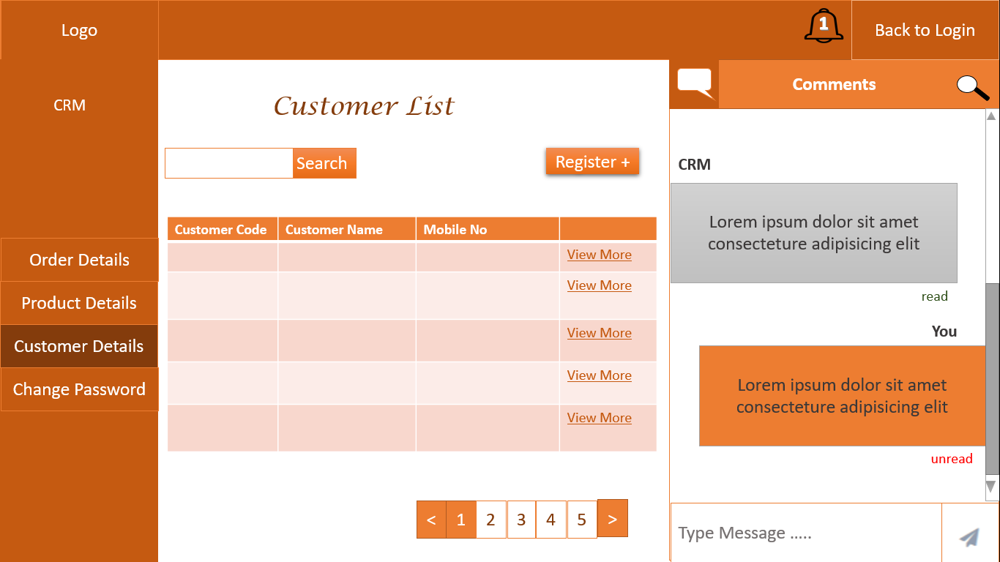 Logo
1
Back to Login
CRM
Order Details
Product Details
Customer Details
Change Password
Customer List
Search
Register +
Customer Code Customer Name Mobile No
View More
View More
View More
View More
View More
< 1 2 3 4 5 >
Comments
CRM
Lorem ipsum dolor sit amet
consecteture adipisicing elit
read
You
Lorem ipsum dolor sit amet
consecteture adipisicing elit
unread
Type Message .....